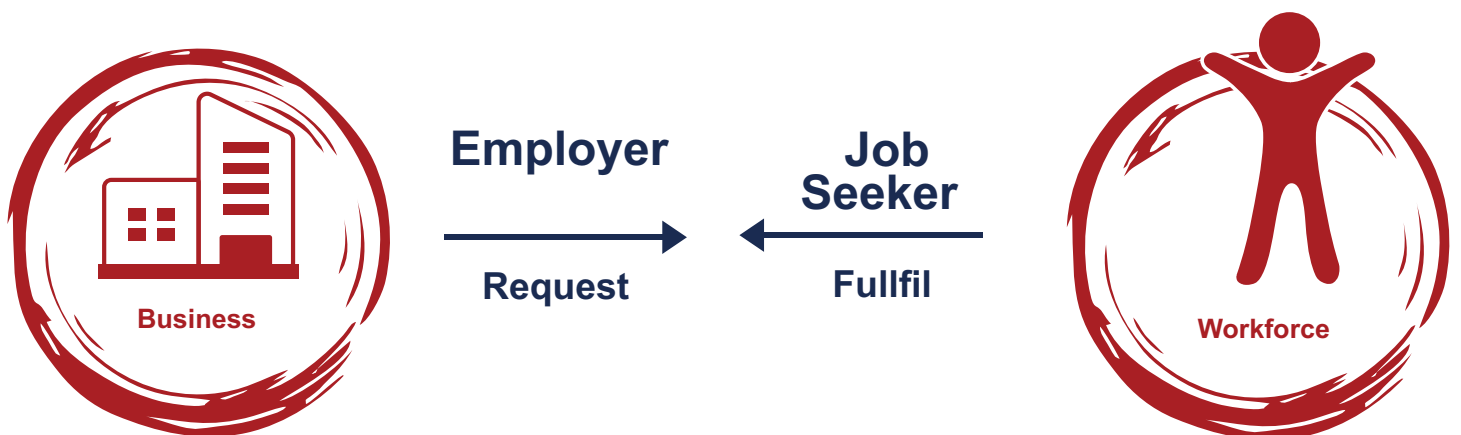 Employer
Job
Seeker
Request
Fullfil
Business
Workforce